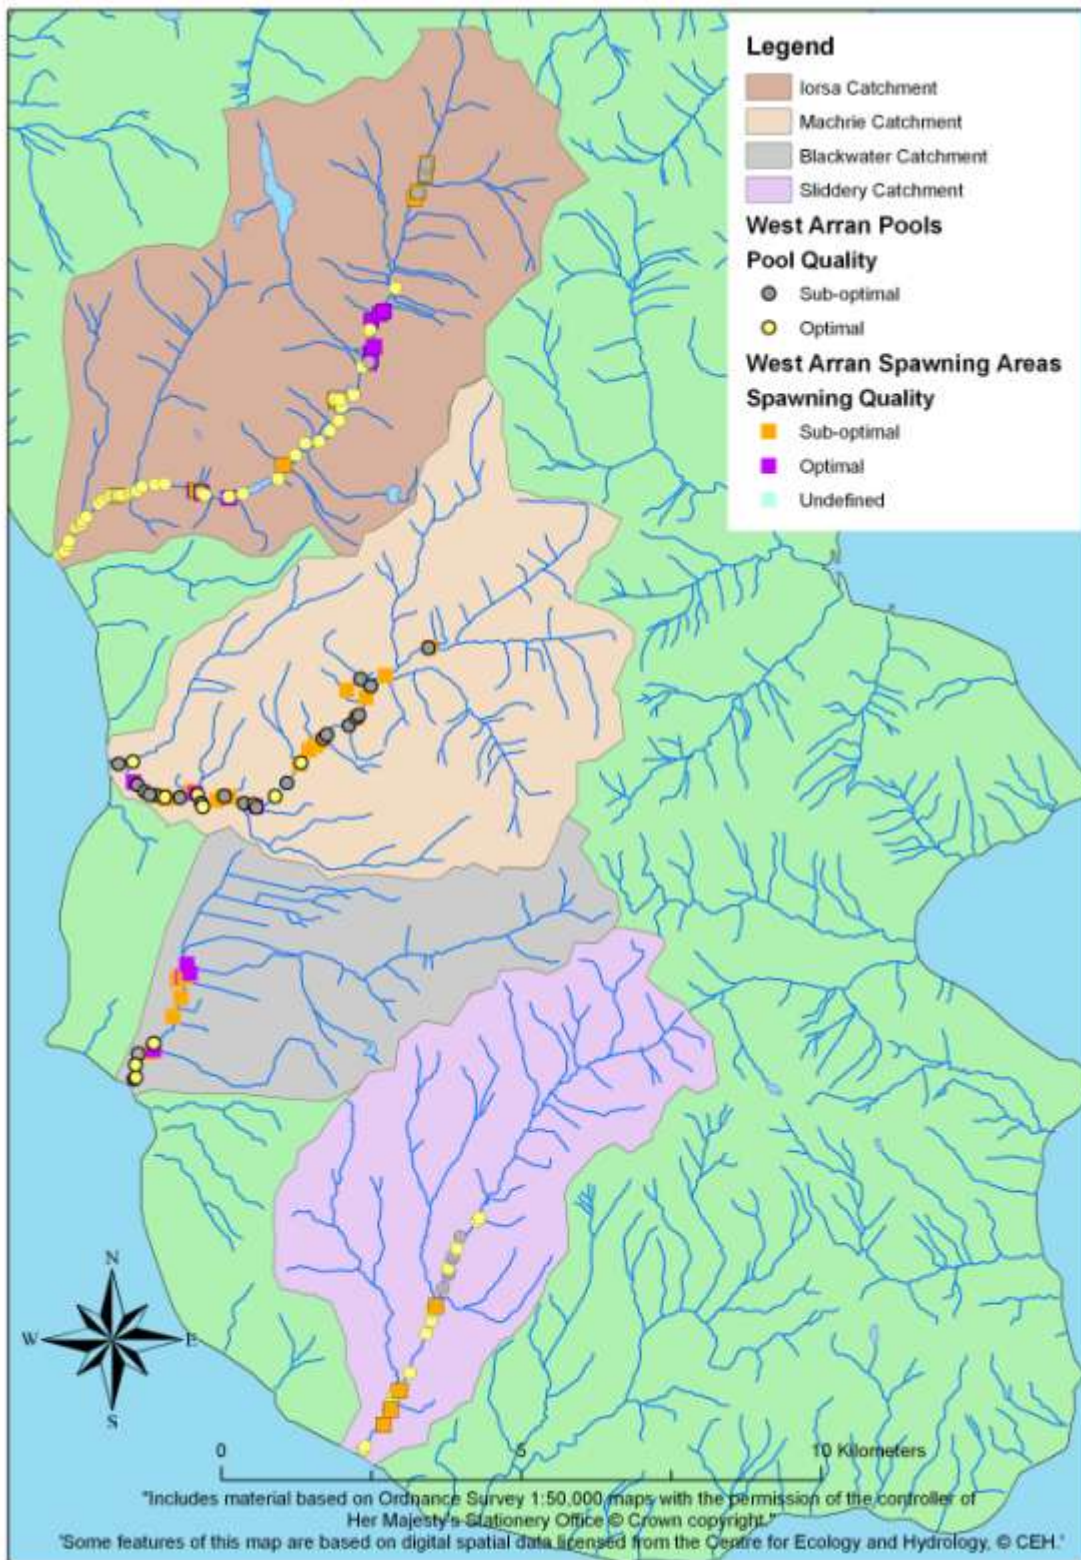 Legend
Iorsa Catchment
Machrie Catchment
Blackwater Catchment
Sliddery Catchment
West Arran Pools
Pool Quality
Sub-optimal
Optimal
West Arran Spawning Areas
Spawning Quality
Sub-optimal
Optimal
Undefined
N
W E
S
0 5 10 Kilometers
"Includes material based on Ordnance Survey 1:50,000 maps with the permission of the controller of
Her Majesty's Stationery Office © Crown copyright."
'Some features of this map are based on digital spatial data licensed from the Centre for Ecology and Hydrology, © CEH.'